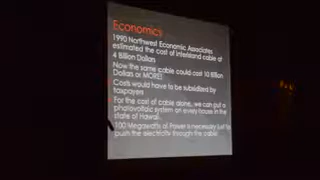 Economics
1990 Northwest Economic Associates
estimated the cost of interisland cable at
4 Billion Dollars
Now the same cable could cost 10 Billion
Dollars or MORE!
Costs would have to be subsidized by
taxpayers
For the cost of cable alone, we can put a
photovoltaic system on every house in the
state of Hawaii.
100 Megawatts of Power is necessary just to
push the electricity through the cable!